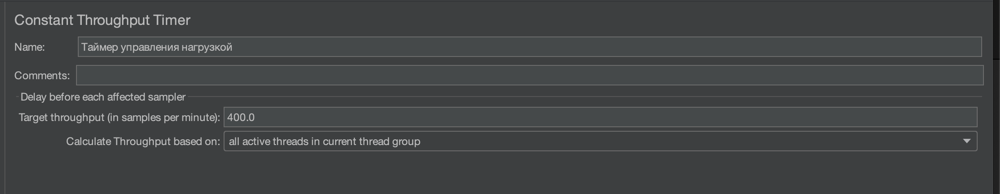 Constant Throughput Timer
Name: Таймер управления нагрузкой
Comments:
Delay before each affected sampler
Target throughput (in samples per minute): 400.0
Calculate Throughput based on: all active threads in current thread group